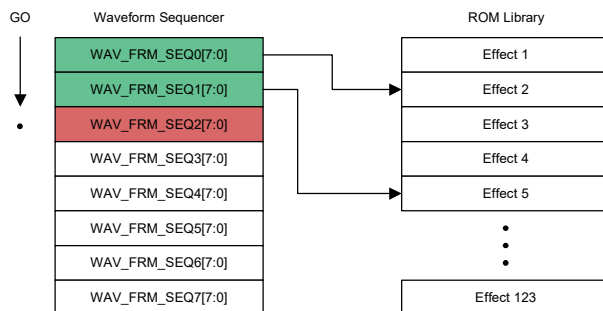 GO
Waveform Sequencer
ROM Library
WAV_FRM_SEQ0[7:0]
Effect 1
WAV_FRM_SEQ1[7:0]
Effect 2
WAV_FRM_SEQ2[7:0]
Effect 3
WAV_FRM_SEQ3[7:0]
Effect 4
WAV_FRM_SEQ4[7:0]
Effect 5
WAV_FRM_SEQ5[7:0]
WAV_FRM_SEQ6[7:0]
WAV_FRM_SEQ7[7:0]
Effect 123